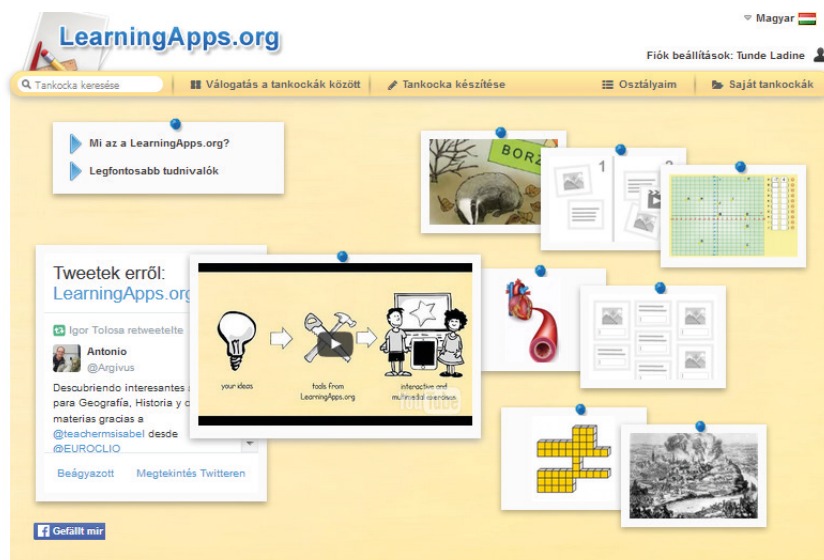 Magyar
LearningApps.org
Fiók beállítások: Tunde Ladine
Tankocka keresése
Válogatás a tankockák között
Tankocka készítése
Osztályaim
Saját tankockák
Mi az a LearningApps.org?
Legfontosabb tudnivalók
BORZ
1
2
Tweetek erről:
LearningApps.org
Igor Tolosa retweetelte
Antonio
@Argivus
Descubriendo interesantes
para Geografía, Historia y
materias gracias a
@teachermsisabel desde
@EUROCLIO
Beágyazott
Megtekintés Twitteren
your ideas
tools from
LearningApps.org
interactive and
multimedial exercises
YouTube
Gefällt mir